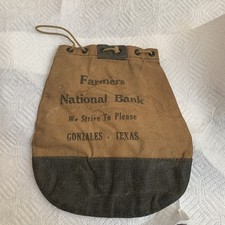 Farmers
National Bank
We Strive To Please
GONZALES - TEXAS